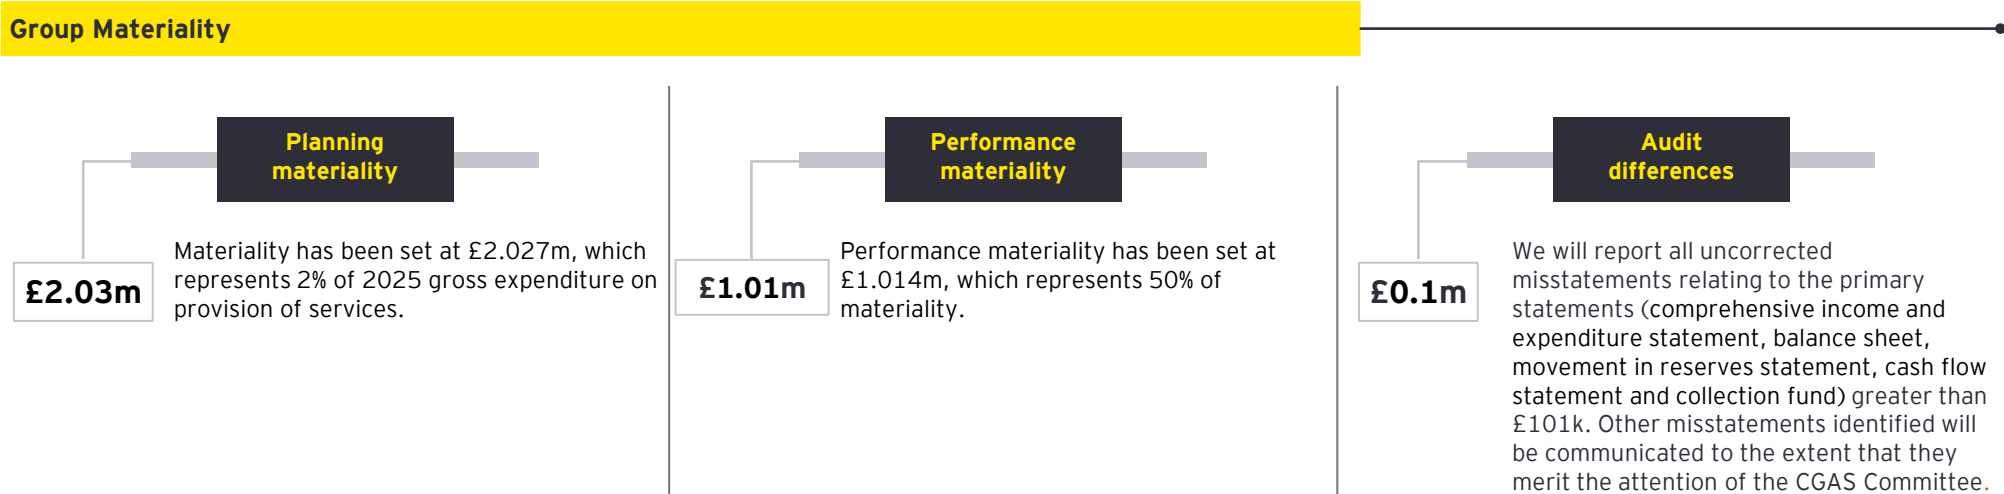 Group Materiality
Planning
materiality
£2.03m
Materiality has been set at £2.027m, which
represents 2% of 2025 gross expenditure on
provision of services.
Performance
materiality
£1.01m
Performance materiality has been set at
£1.014m, which represents 50% of
materiality.
Audit
differences
£0.1m
We will report all uncorrected
misstatements relating to the primary
statements (comprehensive income and
expenditure statement, balance sheet,
movement in reserves statement, cash flow
statement and collection fund) greater than
£101k. Other misstatements identified will
be communicated to the extent that they
merit the attention of the CGAS Committee.